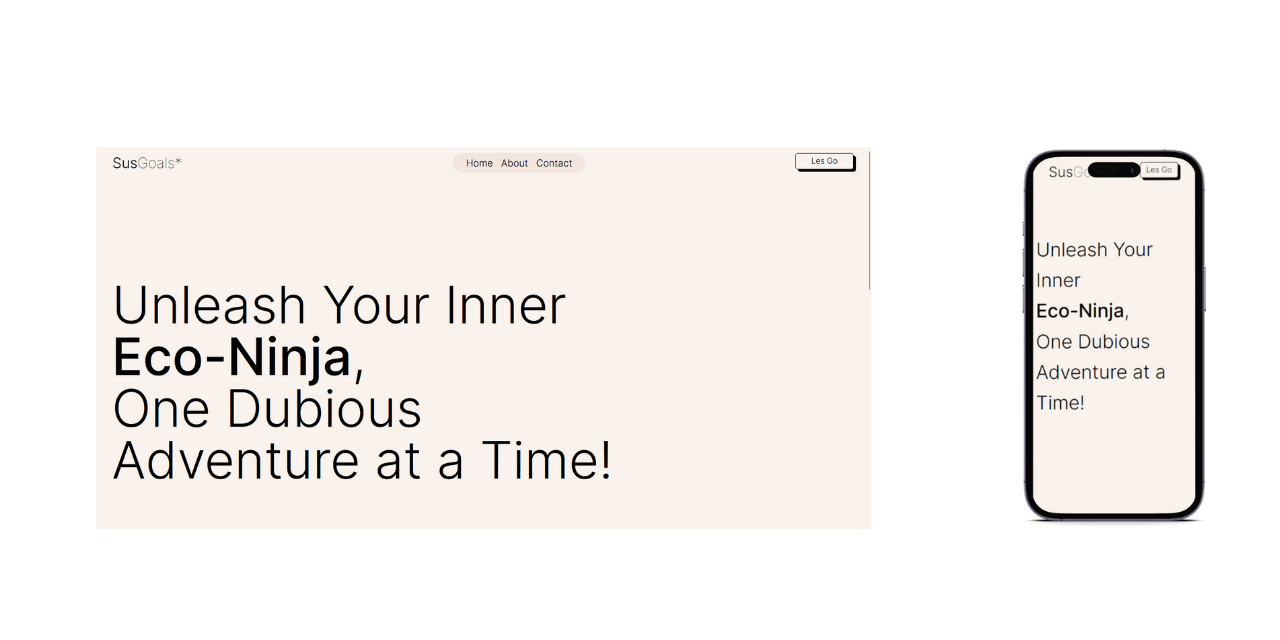 SusGoals*
Home About Contact
Les Go
Unleash Your Inner
Eco-Ninja,
One Dubious
Adventure at a Time!
SusG
Les Go
Unleash Your
Inner
Eco-Ninja,
One Dubious
Adventure at a
Time!